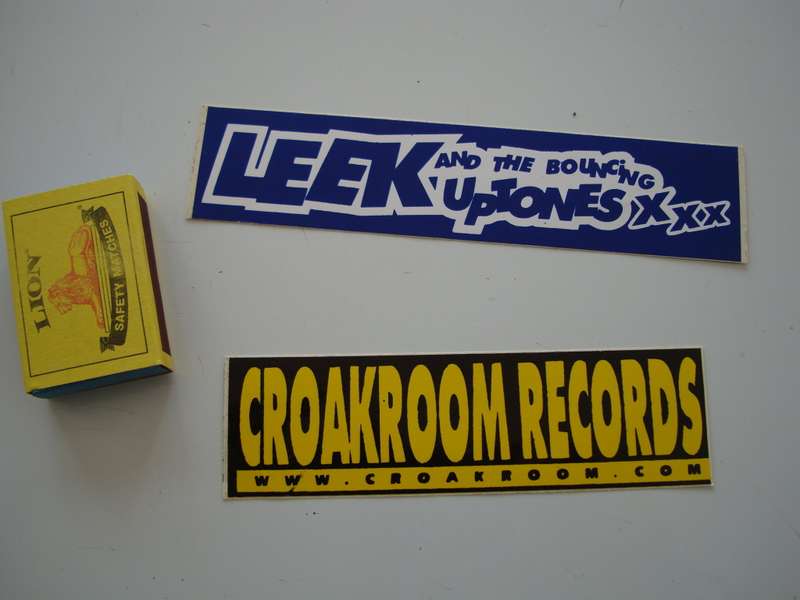 LEEK AND THE BOUNCING
UPTONES XXX
LION
SAFETY MATCHES
CROAKROOM RECORDS
WWW.CROAKROOM.COM